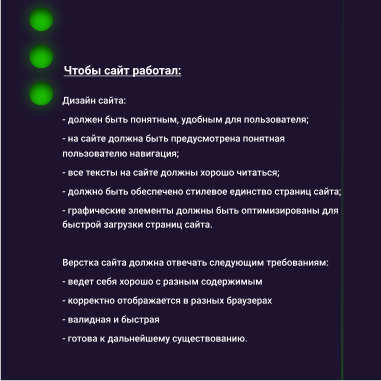 Чтобы сайт работал:
Дизайн сайта:
- должен быть понятным, удобным для пользователя;
- на сайте должна быть предусмотрена понятная
пользователю навигация;
- все тексты на сайте должны хорошо читаться;
- должно быть обеспечено стилевое единство страниц сайта;
- графические элементы должны быть оптимизированы для
быстрой загрузки страниц сайта.
Верстка сайта должна отвечать следующим требованиям:
- ведет себя хорошо с разным содержимым
- корректно отображается в разных браузерах
- валидная и быстрая
- готова к дальнейшему существованию.